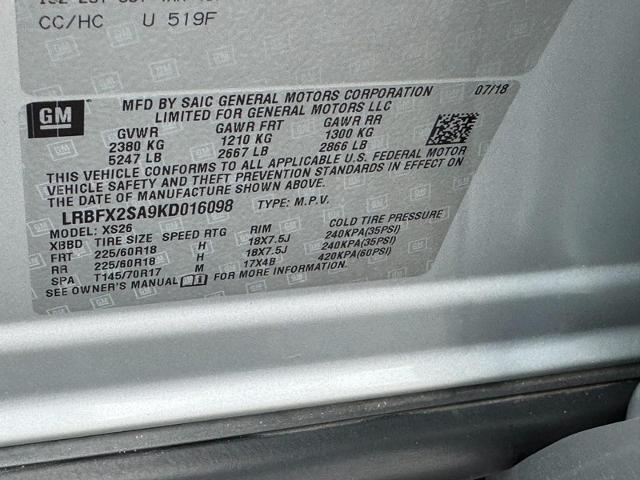 CC/HC U 519F
GM
MFD BY SAIC GENERAL MOTORS CORPORATION 07/18
LIMITED FOR GENERAL MOTORS LLC
GVWR GAWR FRT GAWR RR
2380 KG 1210 KG 1300 KG
5247 LB 2667 LB 2866 LB
THIS VEHICLE CONFORMS TO ALL APPLICABLE U.S. FEDERAL MOTOR
VEHICLE SAFETY AND THEFT PREVENTION STANDARDS IN EFFECT ON
THE DATE OF MANUFACTURE SHOWN ABOVE.
LRBFX2SA9KD016098 TYPE: M.P.V.
XS26
XBBD TIRE SIZE SPEED RTG RIM COLD TIRE PRESSURE
FRT 225/60R18 H 18X7.5J 240KPA(35PSI)
RR 225/60R18 H 18X7.5J 240KPA(35PSI)
SPA T145/70R17 M 17X4B 420KPA(60PSI)
SEE OWNER'S MANUAL FOR MORE INFORMATION.